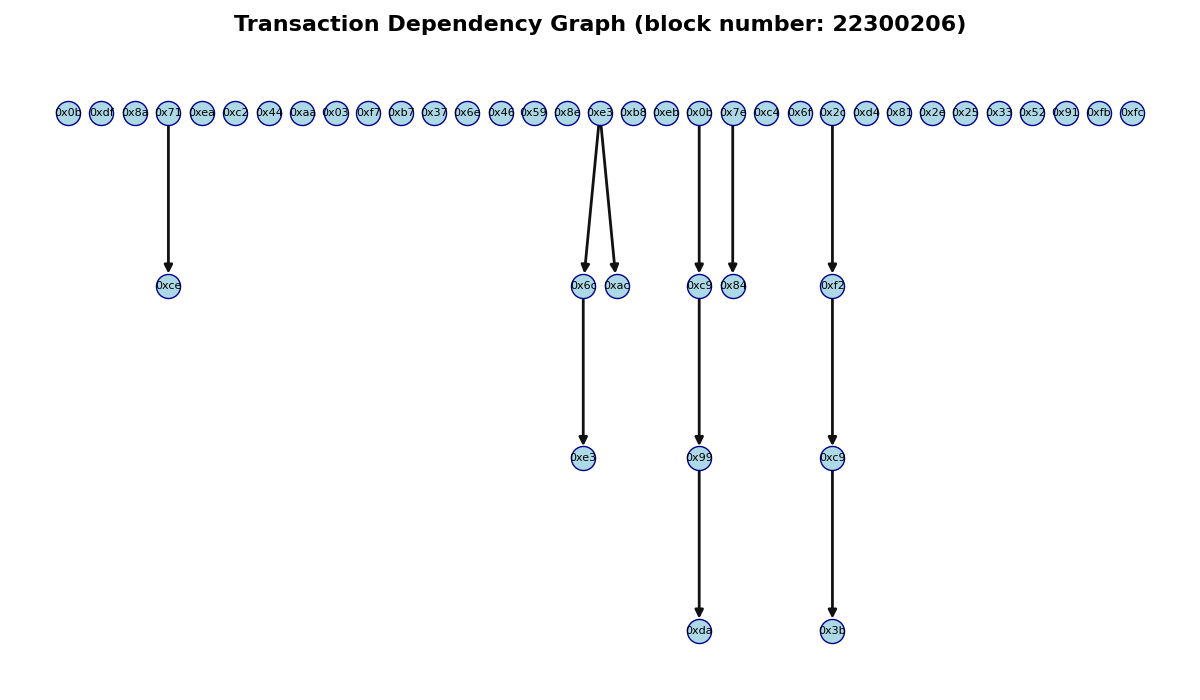 Transaction Dependency Graph (block number: 22300206)
0x0b 0xdf 0x8a 0x71 0xea 0xc2 0x44 0xaa 0x03 0xf7 0xb7 0x37 0x6e 0x46 0x59 0x8e 0xe3 0xb8 0xeb 0x0b 0x7e 0xc4 0x6f 0x2c 0xd4 0x81 0x2e 0x25 0x33 0x52 0x91 0xfb 0xfc
0xce 0x6c 0xac 0xc9 0x84 0xf2
0xe3 0x99 0xc9
0xda 0x3b